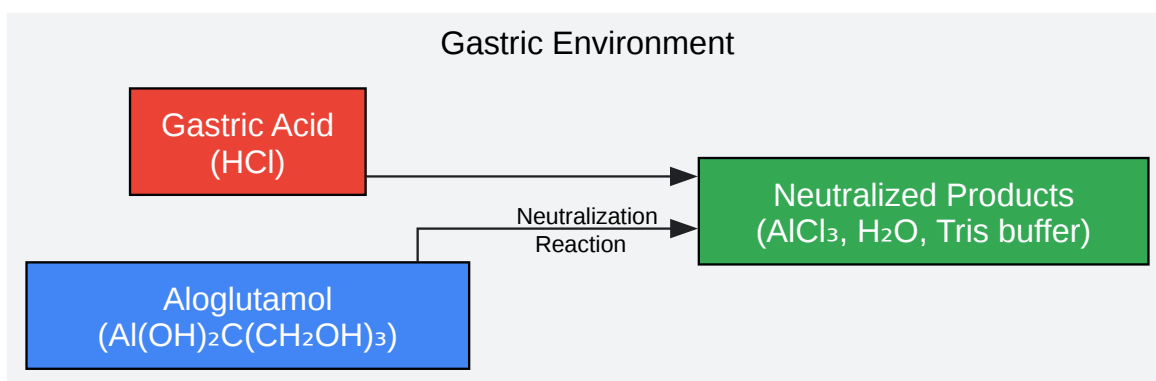 Gastric Environment
Gastric Acid
(HCl)
Neutralized Products
(AlCl₃, H₂O, Tris buffer)
Neutralization
Reaction
Aloglutamol
(Al(OH)₂C(CH₂OH)₃)